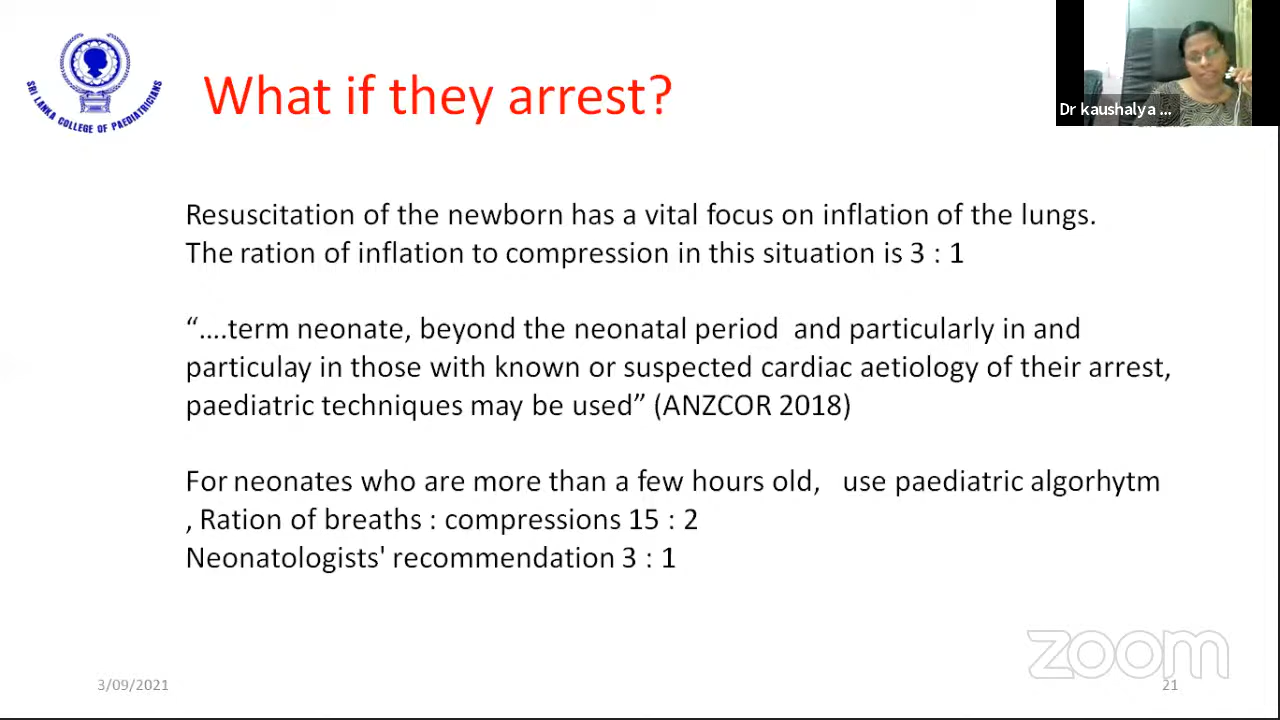 SRI LANKA COLLEGE OF PAEDIATRICIANS
What if they arrest?
Dr kaushalya ...
Resuscitation of the newborn has a vital focus on inflation of the lungs.
The ration of inflation to compression in this situation is 3 : 1
“....term neonate, beyond the neonatal period and particularly in and
particulay in those with known or suspected cardiac aetiology of their arrest,
paediatric techniques may be used” (ANZCOR 2018)
For neonates who are more than a few hours old, use paediatric algorhytm
, Ration of breaths : compressions 15 : 2
Neonatologists' recommendation 3 : 1
zoom
3/09/2021
21